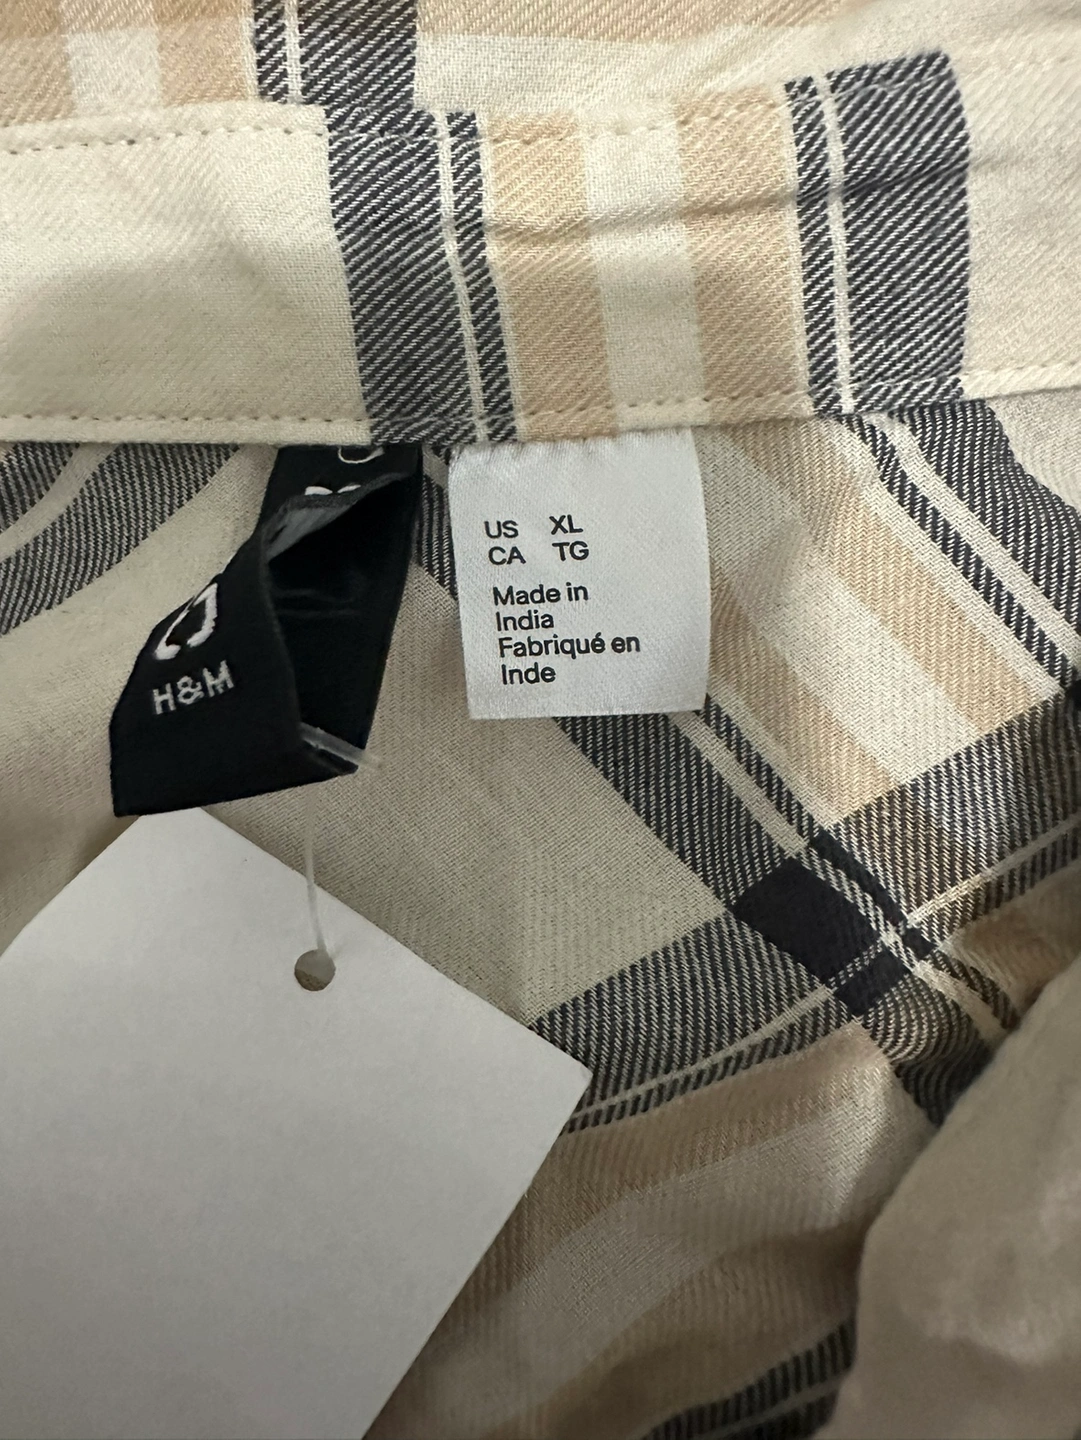 H&M
US XL
CA TG
Made in
India
Fabriqué en
Inde